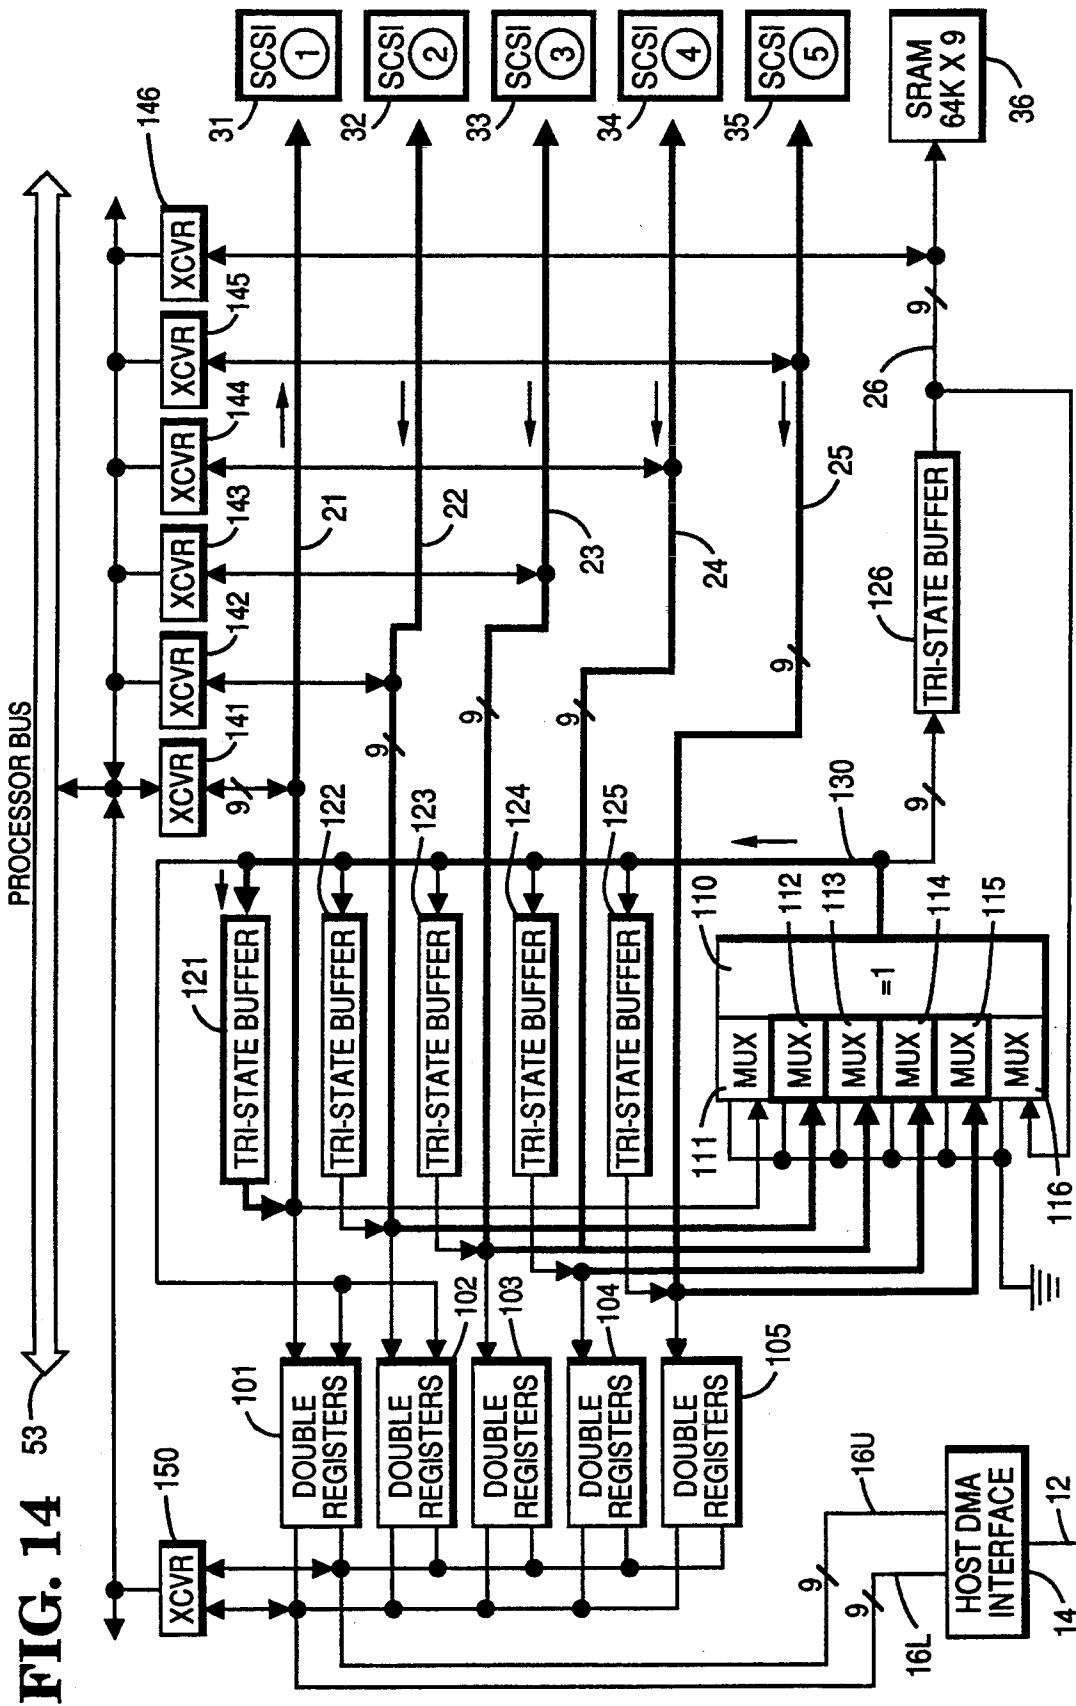 FIG. 14
53
PROCESSOR BUS
150
XCVR
141
XCVR
142
XCVR
143
XCVR
144
XCVR
145
XCVR
146
XCVR
9
101
DOUBLE
REGISTERS
102
DOUBLE
REGISTERS
103
DOUBLE
REGISTERS
104
DOUBLE
REGISTERS
105
DOUBLE
REGISTERS
121
TRI-STATE BUFFER
122
TRI-STATE BUFFER
123
TRI-STATE BUFFER
124
TRI-STATE BUFFER
125
TRI-STATE BUFFER
21
22
23
24
25
9
9
9
9
31
SCSI
1
32
SCSI
2
33
SCSI
3
34
SCSI
4
35
SCSI
5
111
MUX
MUX
MUX
MUX
MUX
MUX
116
110
112
113
114
115
=1
130
9
126
TRI-STATE BUFFER
26
9
SRAM
64K X 9
36
16U
9
9
16L
HOST DMA
INTERFACE
14
12